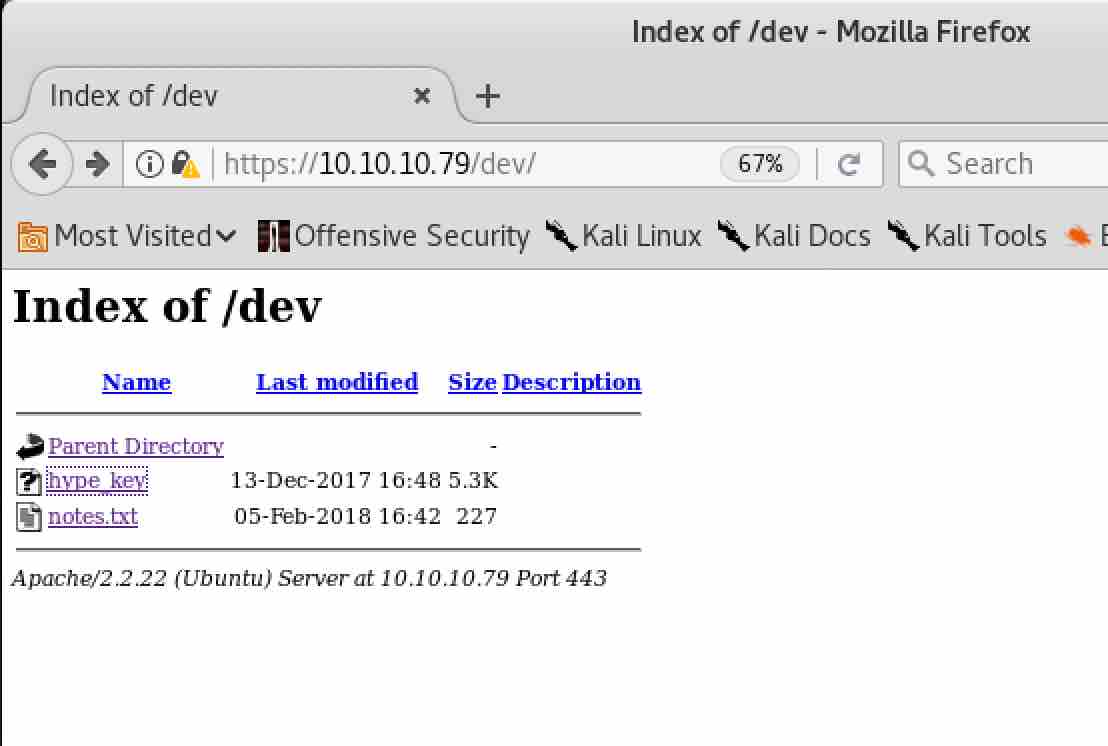 Index of /dev - Mozilla Firefox
Index of /dev
https://10.10.10.79/dev/ 67% Search
Most Visited Offensive Security Kali Linux Kali Docs Kali Tools E
Index of /dev
Name Last modified Size Description
Parent Directory -
hype_key 13-Dec-2017 16:48 5.3K
notes.txt 05-Feb-2018 16:42 227
Apache/2.2.22 (Ubuntu) Server at 10.10.10.79 Port 443